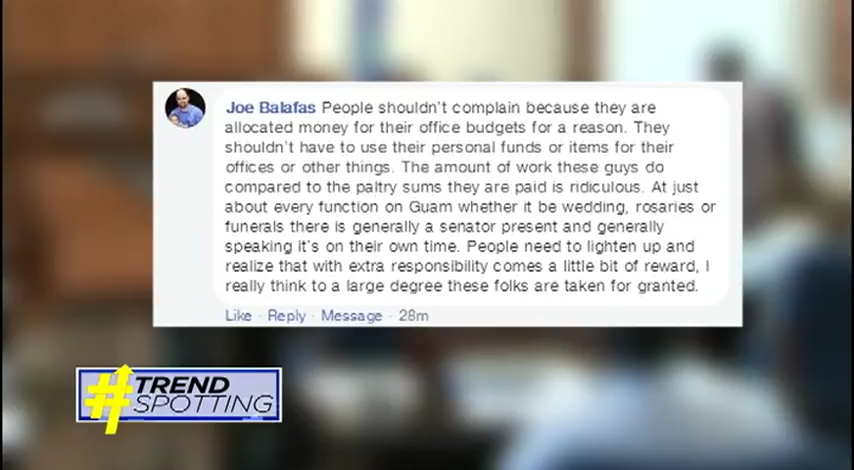 Joe Balafas People shouldn't complain because they are
allocated money for their office budgets for a reason. They
shouldn't have to use their personal funds or items for their
offices or other things. The amount of work these guys do
compared to the paltry sums they are paid is ridiculous. At just
about every function on Guam whether it be wedding, rosaries or
funerals there is generally a senator present and generally
speaking it's on their own time. People need to lighten up and
realize that with extra responsibility comes a little bit of reward, I
really think to a large degree these folks are taken for granted.
Like · Reply · Message · 28m
#TREND
SPOTTING